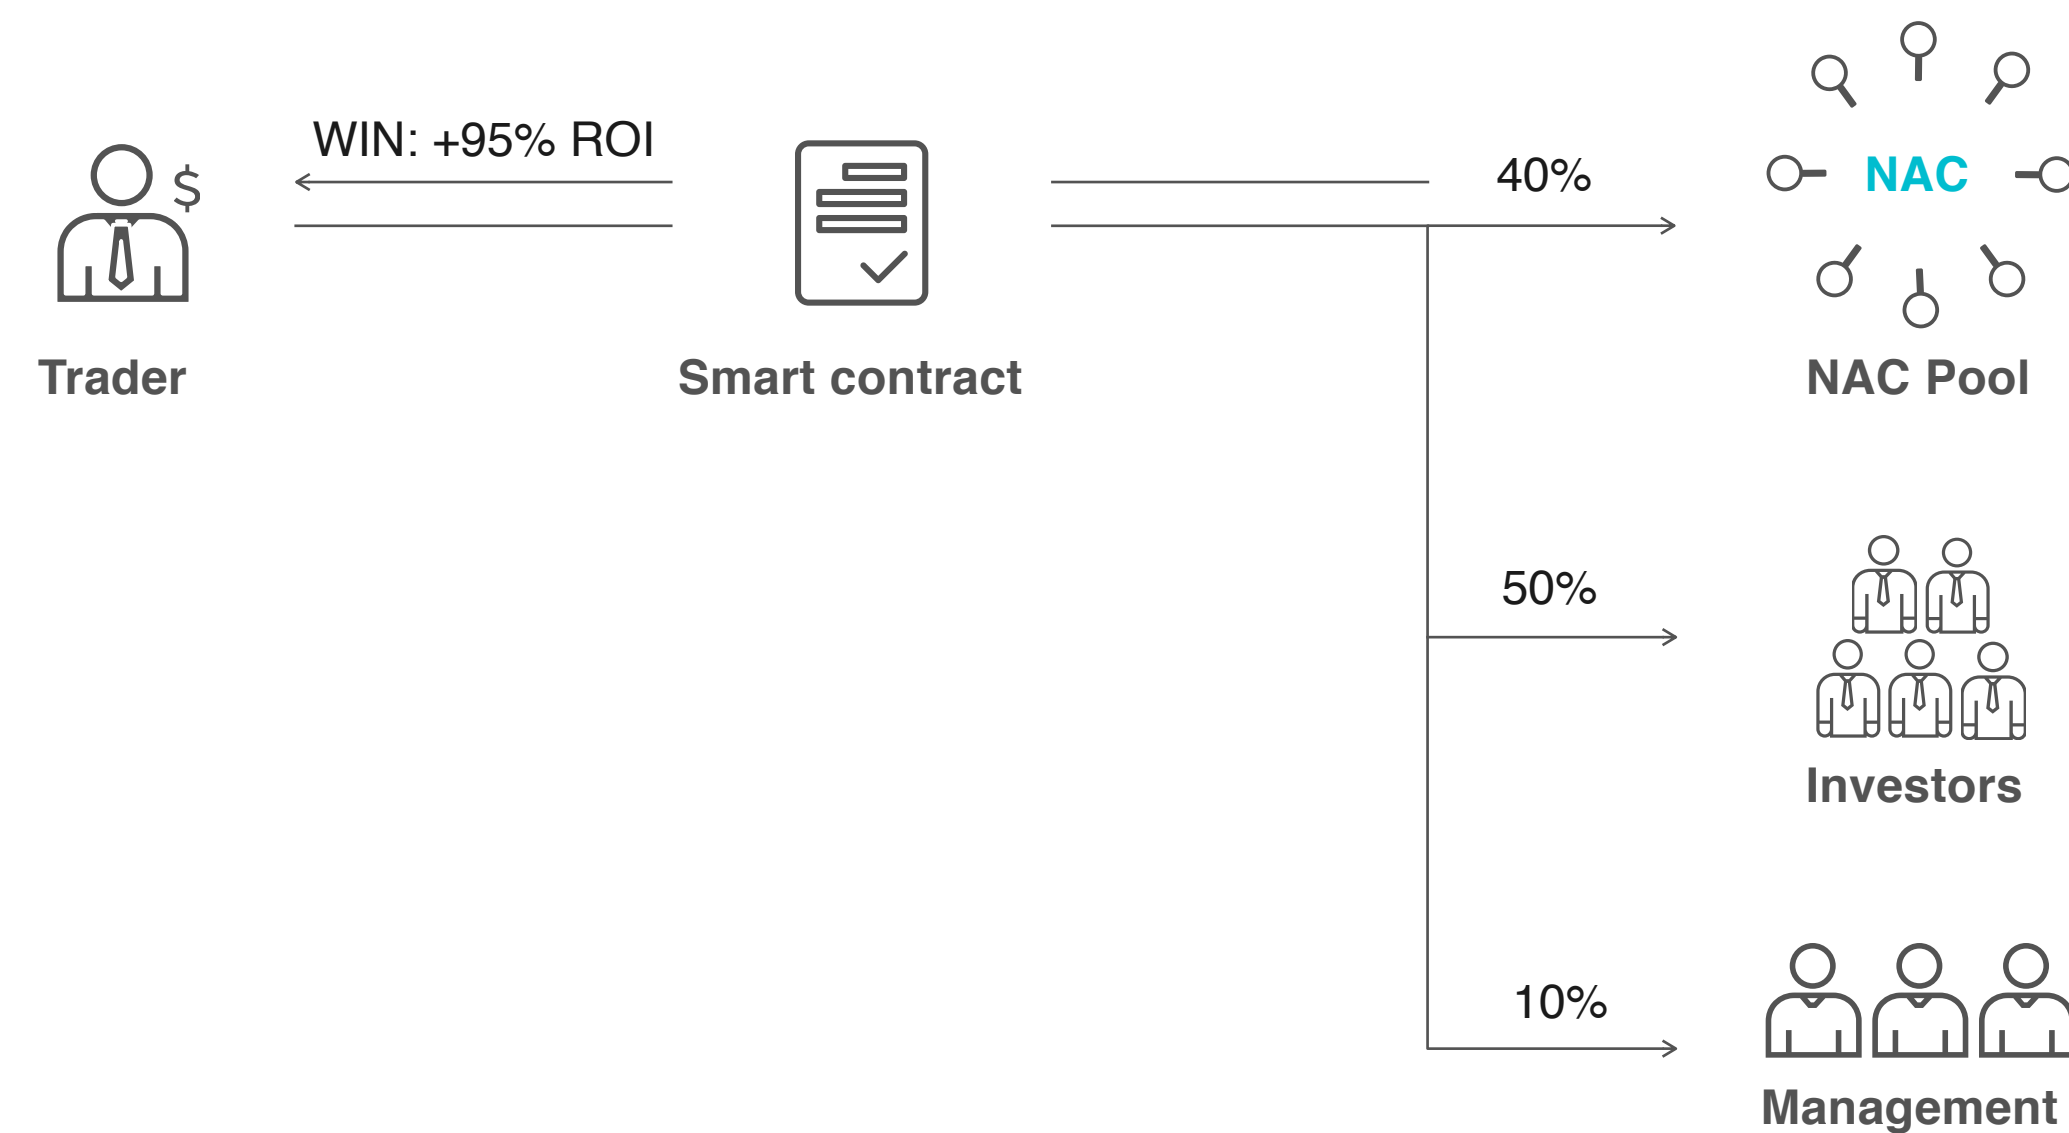 WIN: +95% ROI
$
40%
NAC
Trader
Smart contract
NAC Pool
50%
Investors
10%
Management